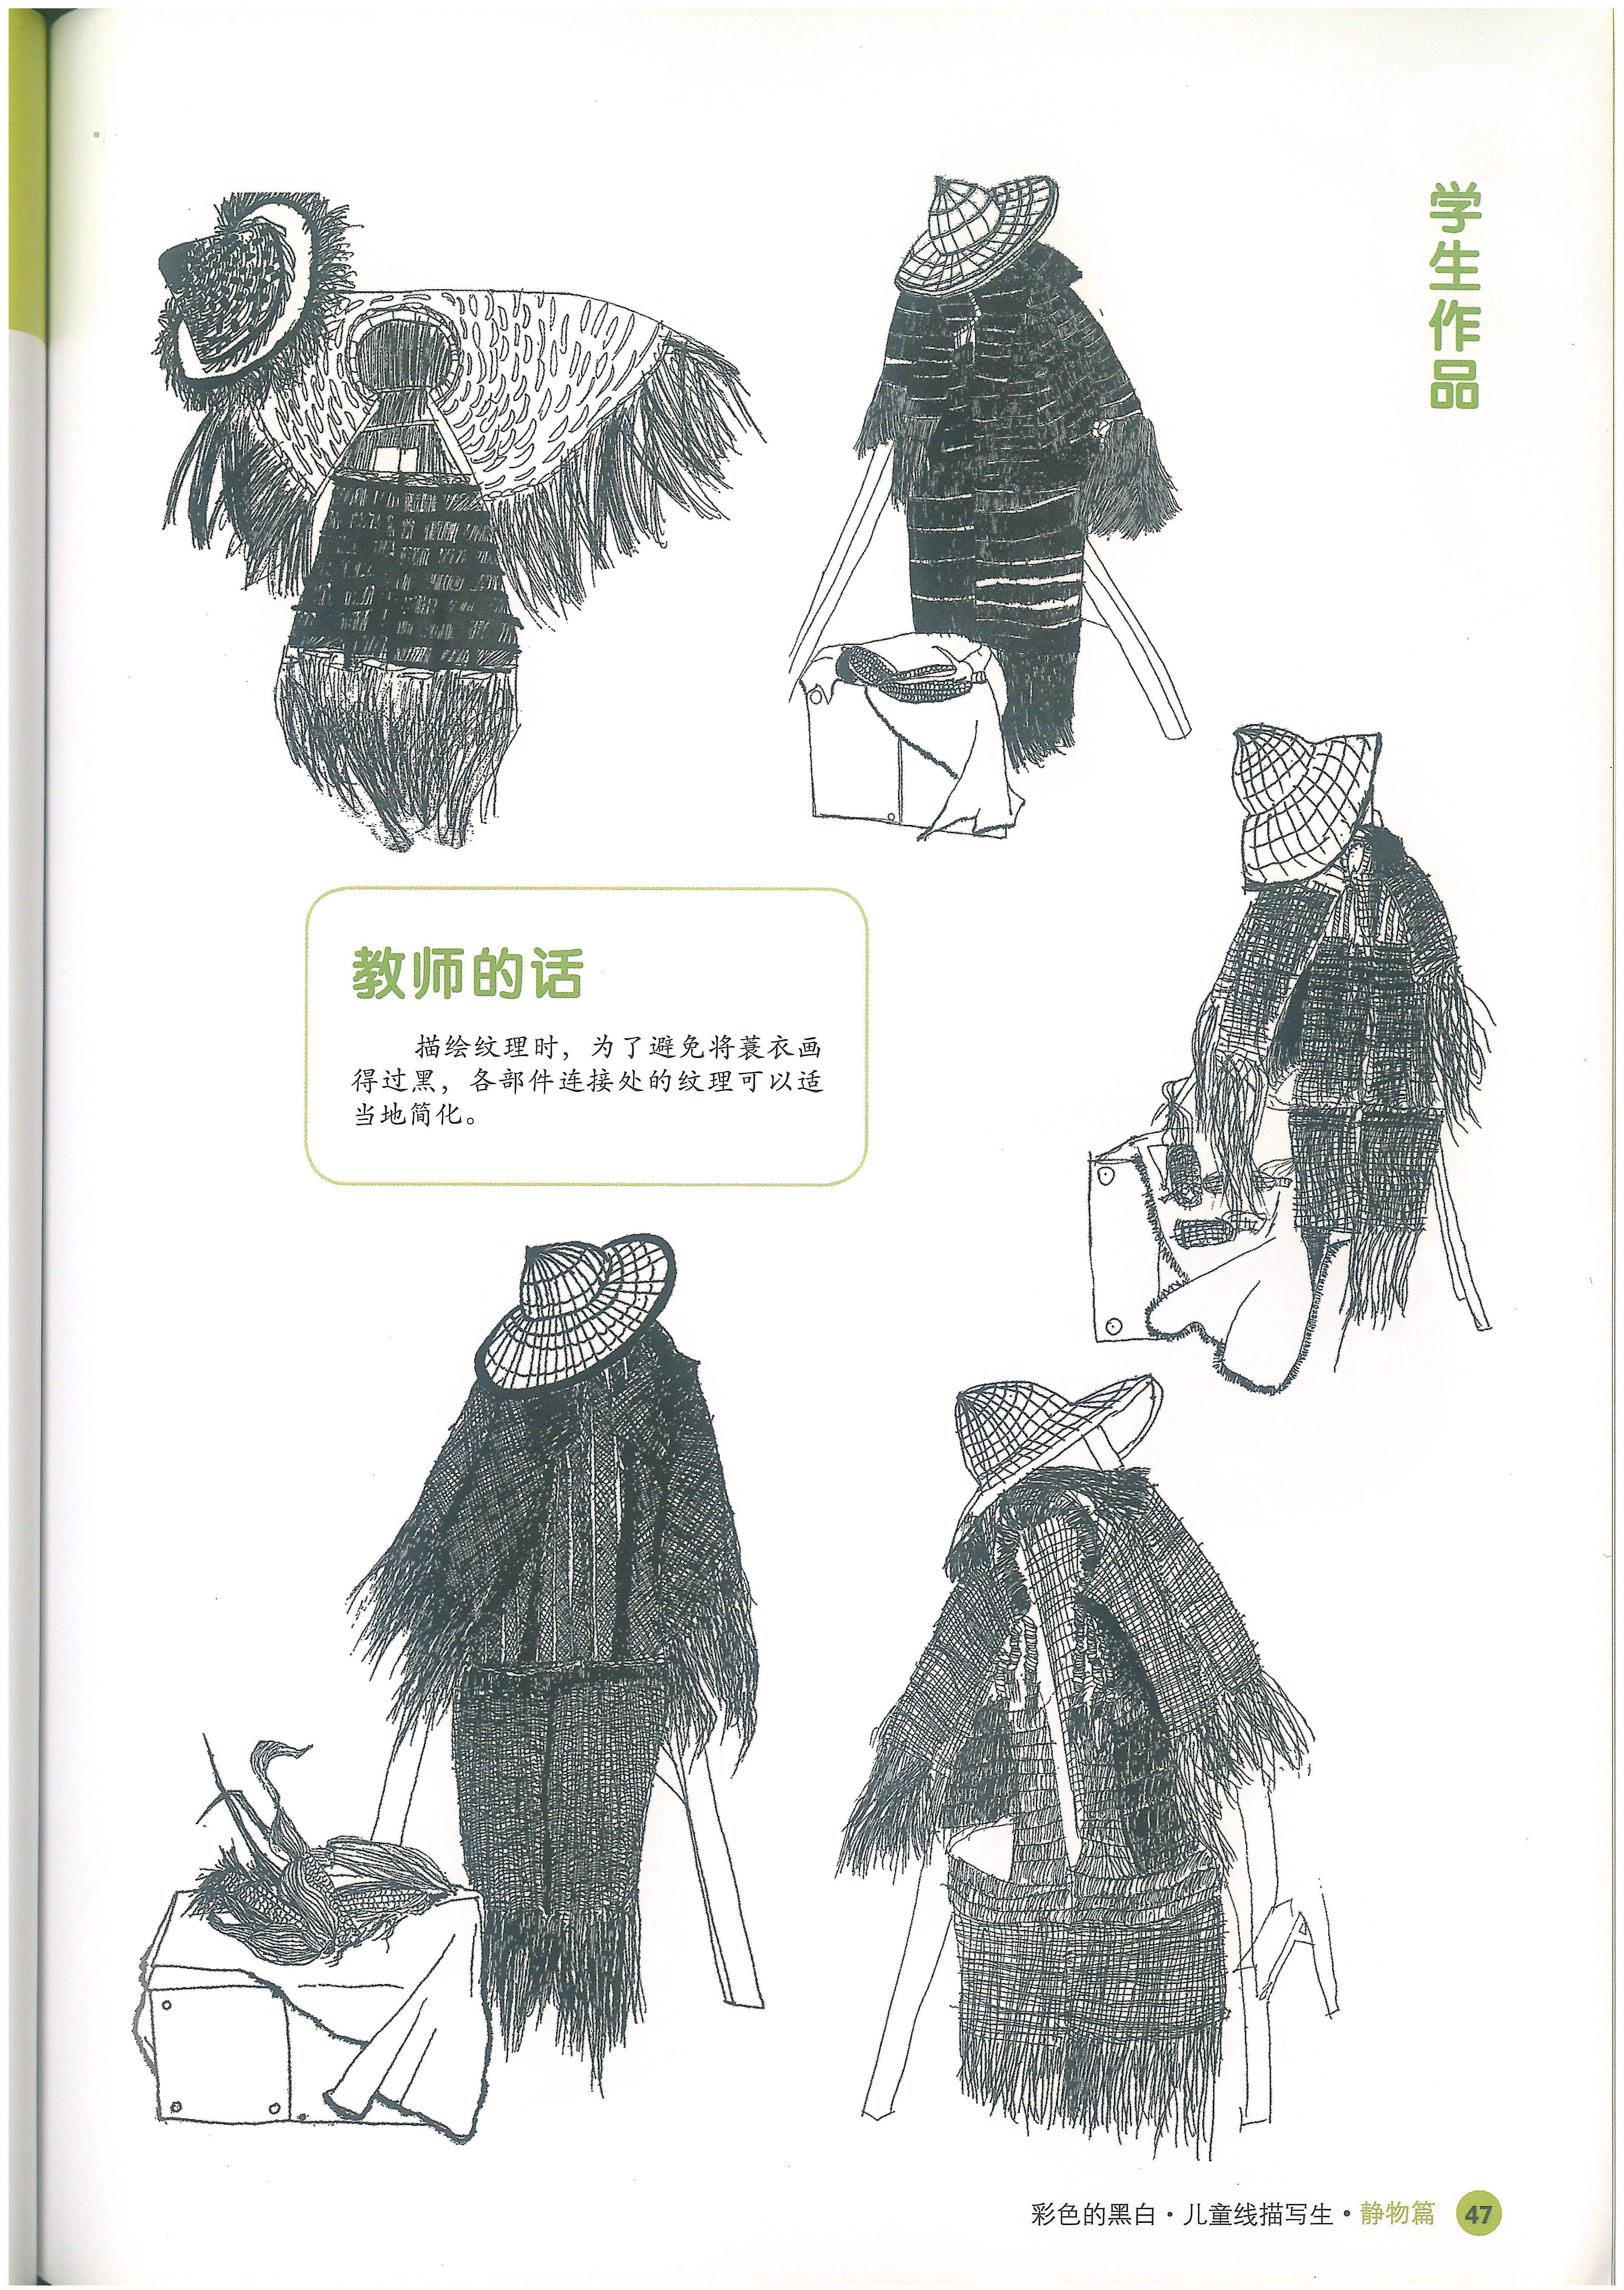 学生作品
教师的话
描绘纹理时，为了避免将蓑衣画
得过黑，各部件连接处的纹理可以适
当地简化。
彩色的黑白·儿童线描写生·静物篇 47